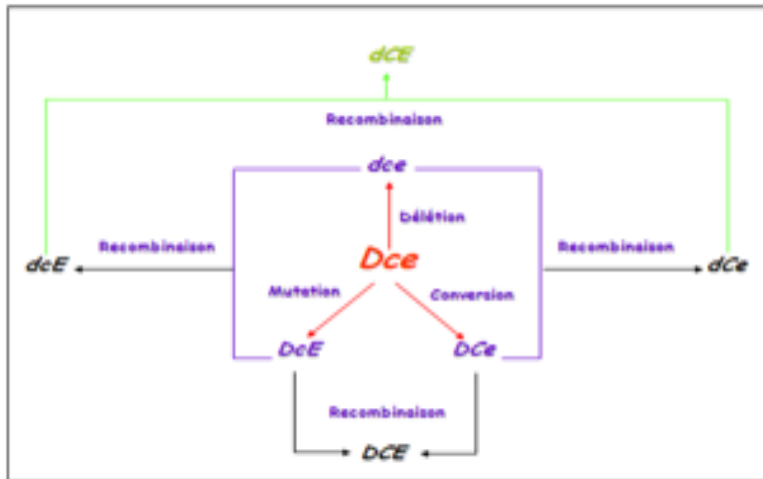 dCE
Recombinaison
dce
Délétion
Recombinaison
Recombinaison
dcE
Dce
dCe
Mutation
Conversion
DcE
DCe
Recombinaison
DCE